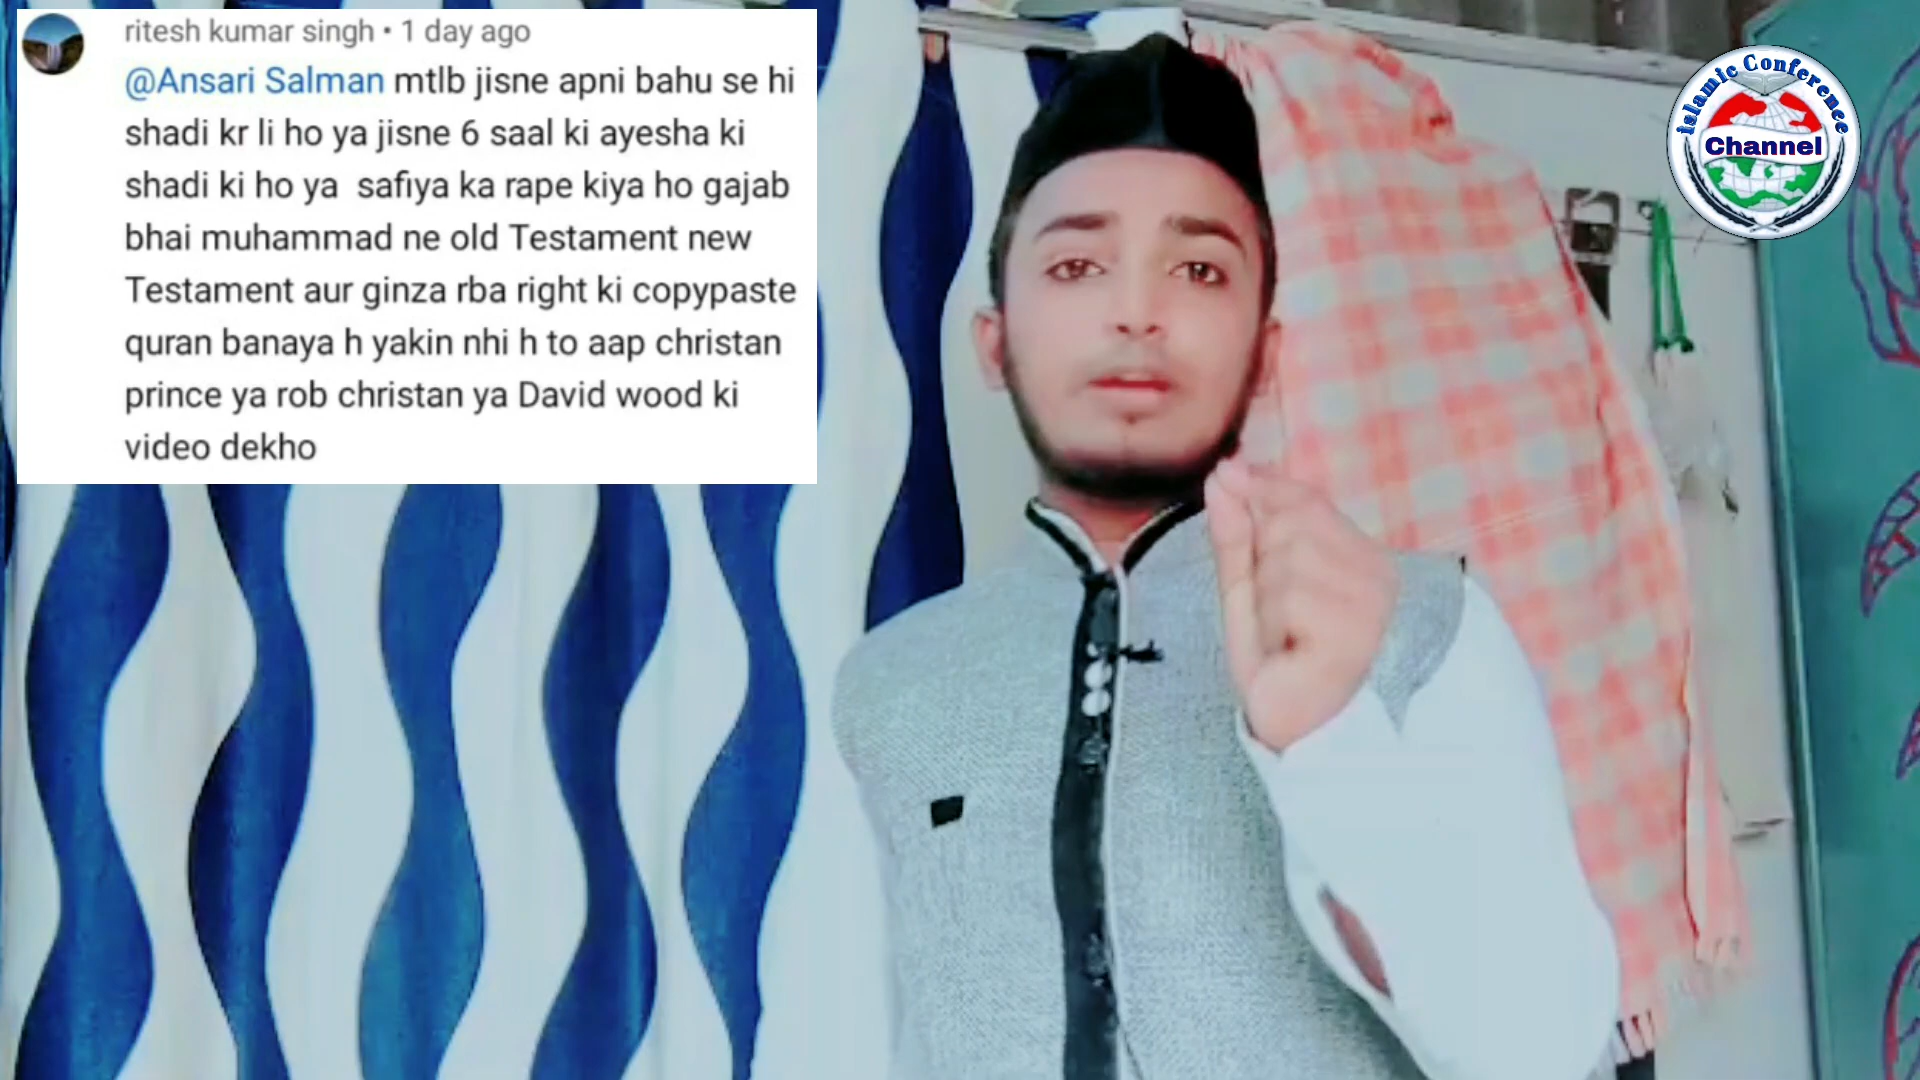 ritesh kumar singh • 1 day ago
@Ansari Salman mtlb jisne apni bahu se hi
shadi kr li ho ya jisne 6 saal ki ayesha ki
shadi ki ho ya safiya ka rape kiya ho gajab
bhai muhammad ne old Testament new
Testament aur ginza rba right ki copypaste
quran banaya h yakin nhi h to aap christan
prince ya rob christan ya David wood ki
video dekho
islamic Conference
Channel